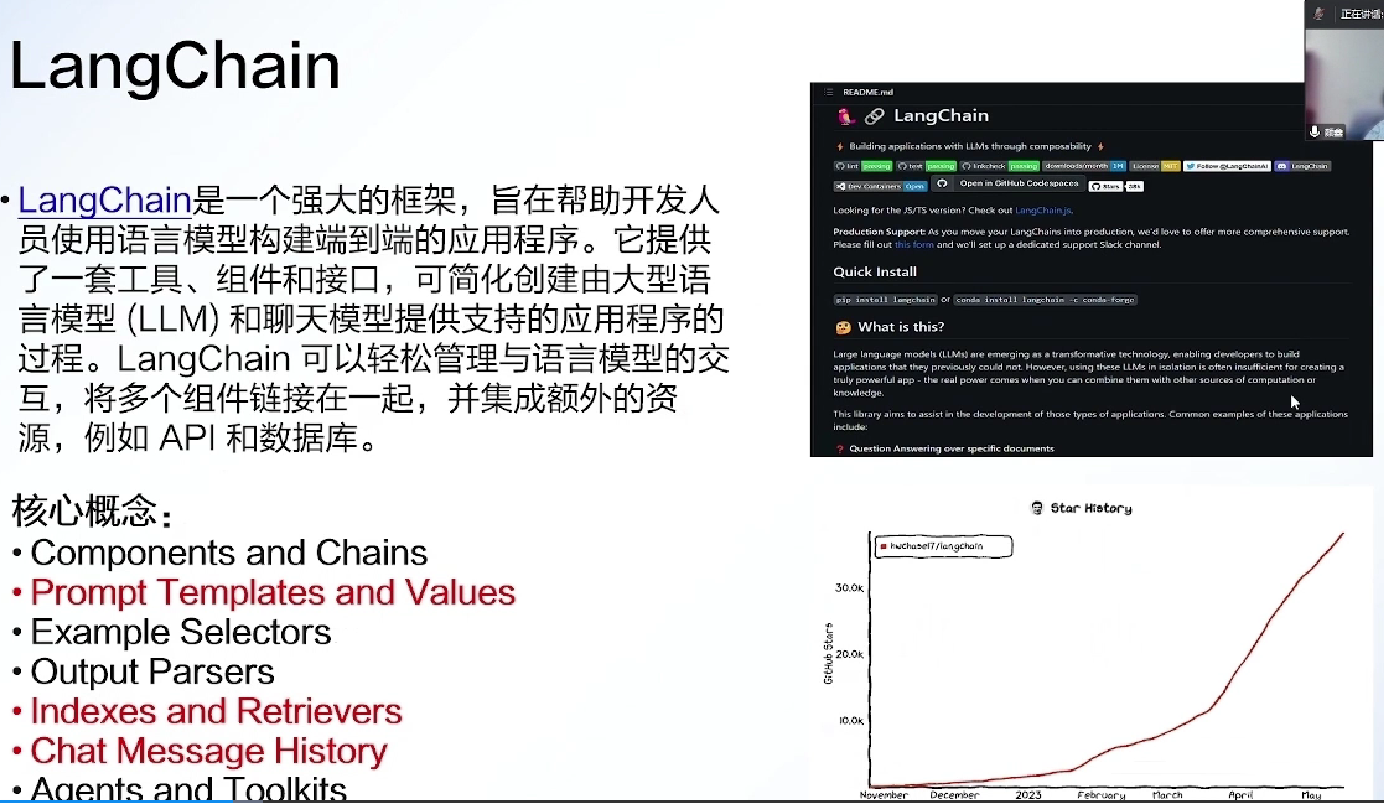 LangChain
• LangChain是一个强大的框架，旨在帮助开发人
员使用语言模型构建端到端的应用程序。它提供
了一套工具、组件和接口，可简化创建由大型语
言模型 (LLM) 和聊天模型提供支持的应用程序的
过程。LangChain 可以轻松管理与语言模型的交
互，将多个组件链接在一起，并集成额外的资
源，例如 API 和数据库。
核心概念：
• Components and Chains
• Prompt Templates and Values
• Example Selectors
• Output Parsers
• Indexes and Retrievers
• Chat Message History
• Agents and Toolkits
正在讲话:
README.md
LangChain
Building applications with LLMs through composability
lint passing test passing linkcheck passing downloads/month 1M License MIT Follow @LangChainAI LangChain
Dev Containers Open Open in GitHub Codespaces Stars 38k
Looking for the JS/TS version? Check out LangChain.js.
Production Support: As you move your LangChains into production, we'd love to offer more comprehensive support.
Please fill out this form and we'll set up a dedicated support Slack channel.
Quick Install
pip install langchain or conda install langchain -c conda-forge
What is this?
Large language models (LLMs) are emerging as a transformative technology, enabling developers to build
applications that they previously could not. However, using these LLMs in isolation is often insufficient for creating a
truly powerful app - the real power comes when you can combine them with other sources of computation or
knowledge.
This library aims to assist in the development of those types of applications. Common examples of these applications
include:
Question Answering over specific documents
Star History
hwchase17/langchain
GitHub Stars
30.0k
20.0k
10.0k
November December 2023 February March April May